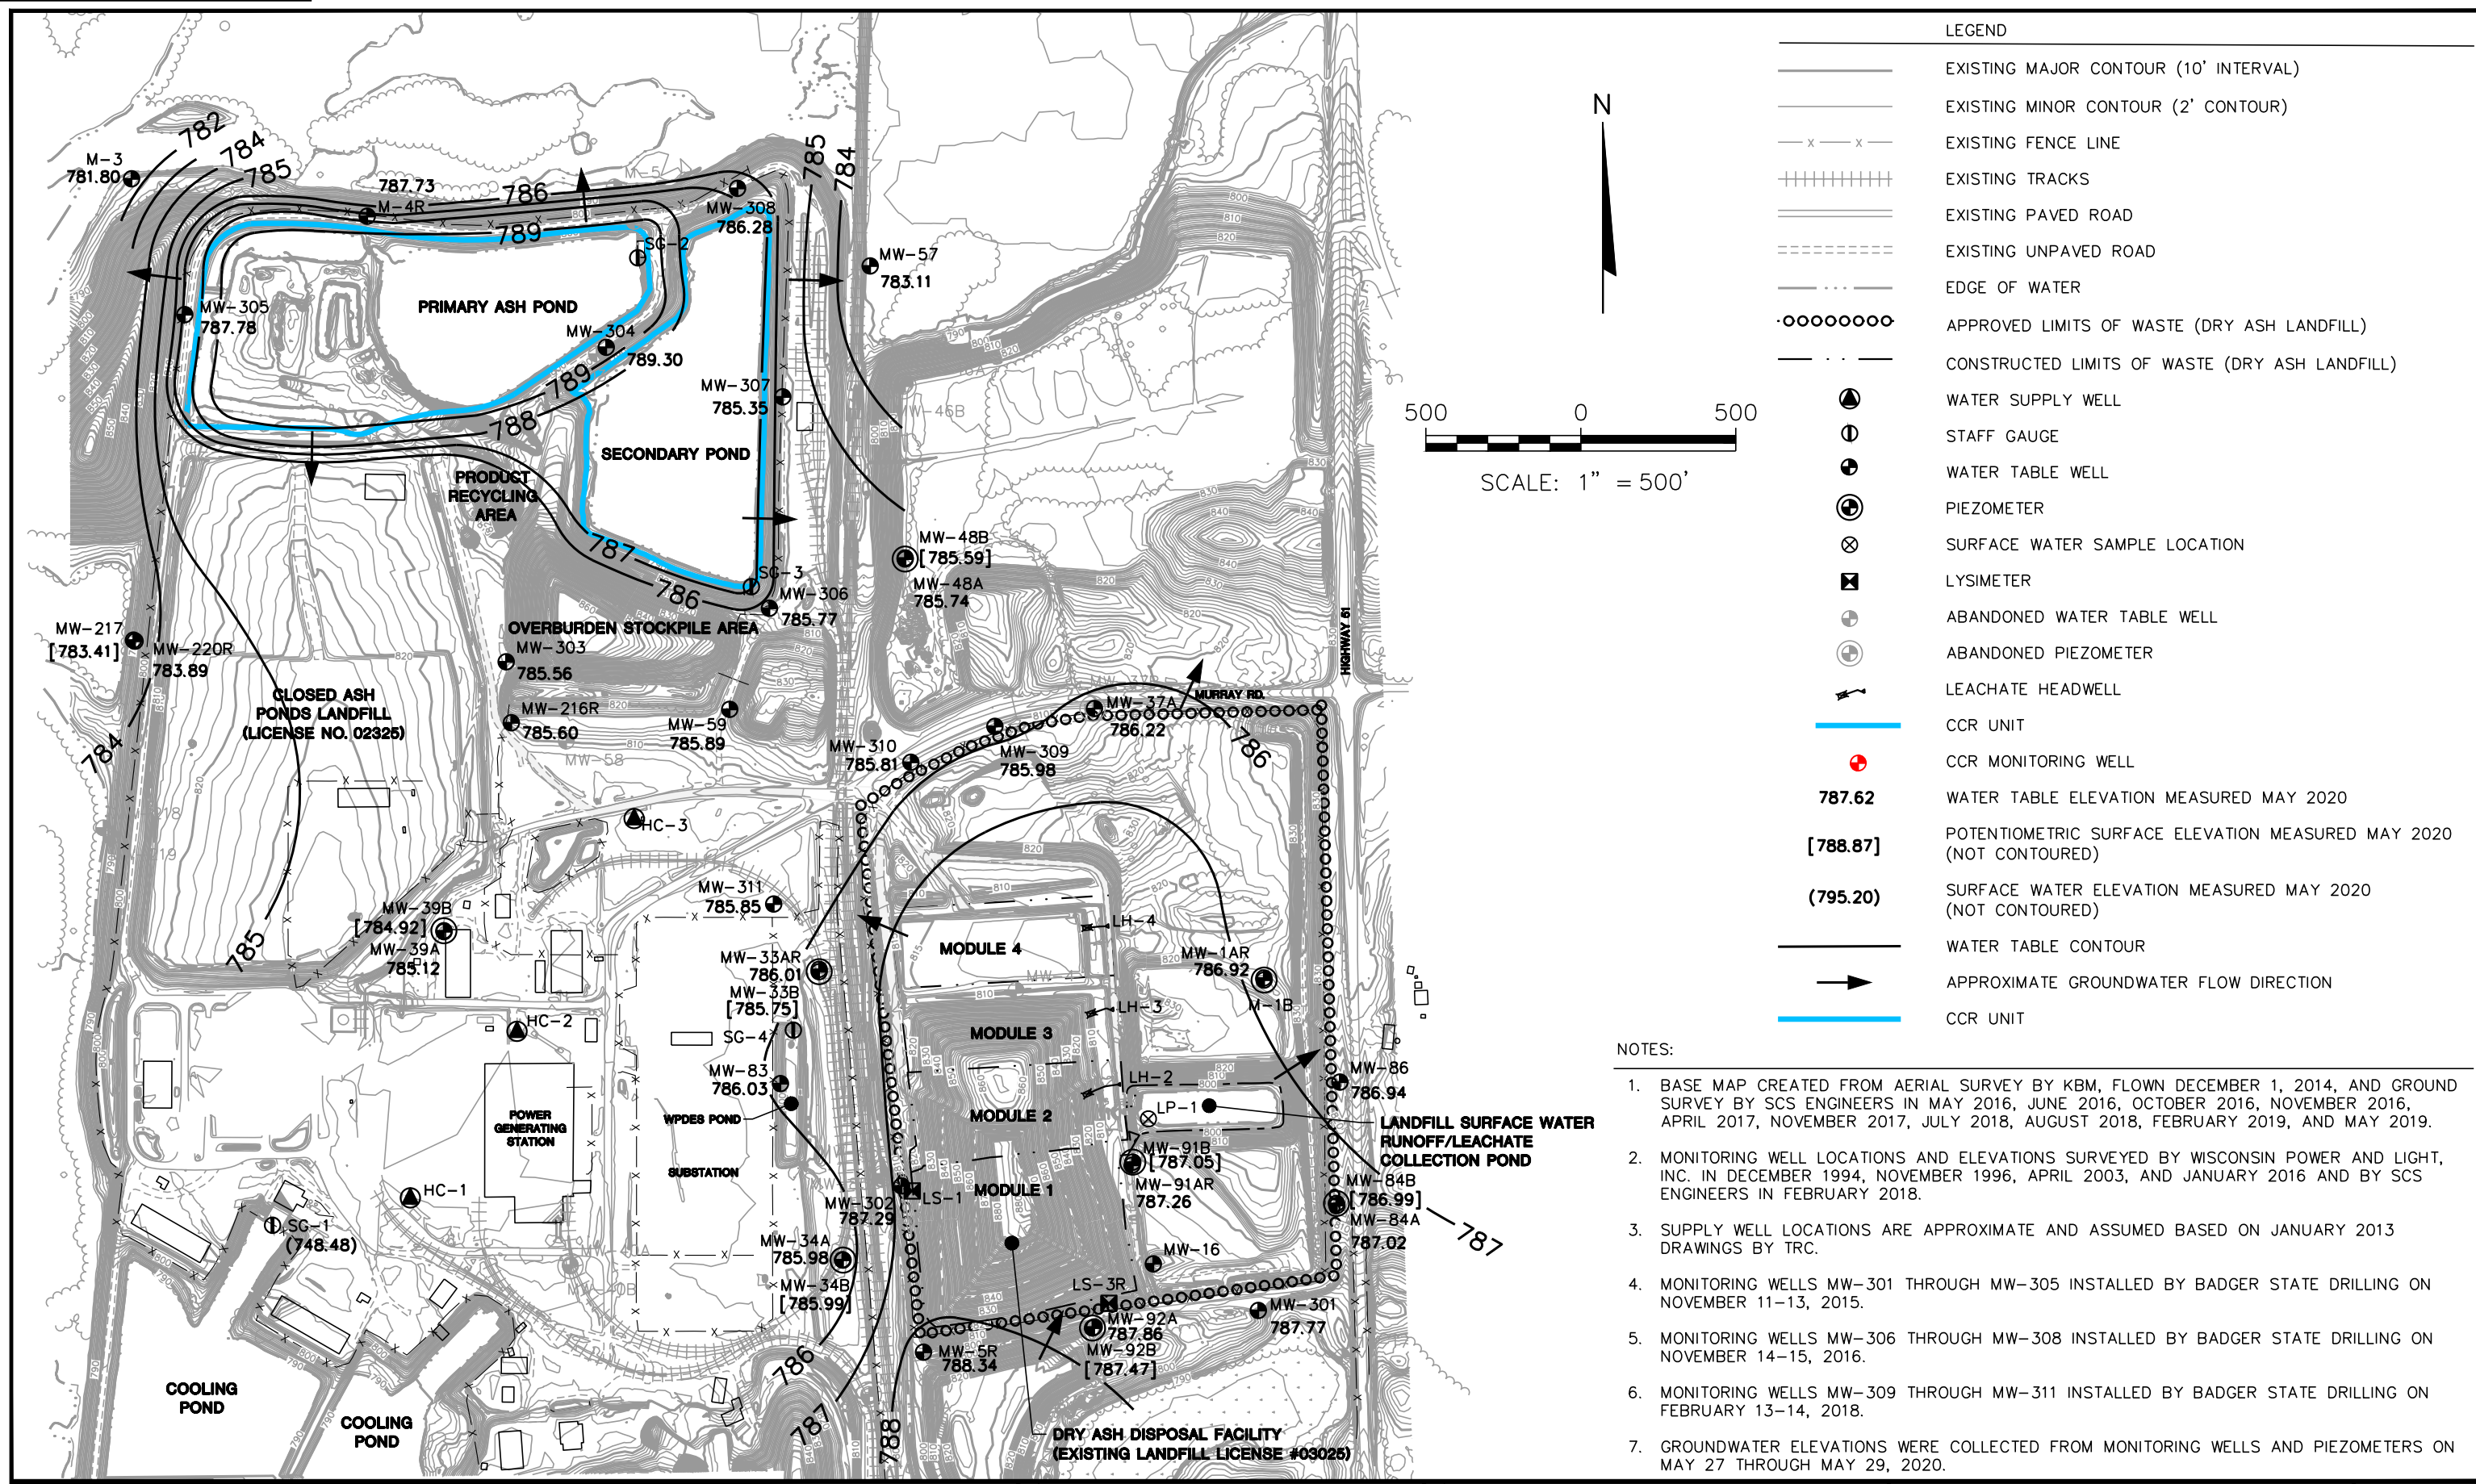 782
784
785
M-3
781.80
787.73
M-4R
786
M-5
MW-308
786.28
785
784
789
SG-2
MW-57
783.11
MW-305
787.78
PRIMARY ASH POND
MW-304
789.30
789
788
MW-307
785.35
MW-46B
SECONDARY POND
PRODUCT
RECYCLING
AREA
787
786
SG-3
MW-306
785.77
MW-48B
[785.59]
MW-48A
785.74
OVERBURDEN STOCKPILE AREA
MW-217
[783.41]
MW-220R
783.89
MW-303
785.56
CLOSED ASH
PONDS LANDFILL
(LICENSE NO. 02325)
MW-216R
785.60
MW-59
785.89
MW-58
784
785
HIGHWAY 51
MURRAY RD.
MW-37A
786.22
MW-309
785.98
MW-310
785.81
786
HC-3
MW-311
785.85
MW-39B
[784.92]
MW-39A
785.12
MW-33AR
786.01
MW-33B
[785.75]
SG-4
MW-83
786.03
WPDES POND
HC-2
POWER
GENERATING
STATION
SUBSTATION
HC-1
SG-1
(748.48)
MODULE 4
LH-4
MODULE 3
LH-3
MODULE 2
LH-2
MODULE 1
MW-1AR
786.92
M-1B
LP-1
MW-86
786.94
LANDFILL SURFACE WATER
RUNOFF/LEACHATE
COLLECTION POND
MW-91B
[787.05]
MW-91AR
787.26
MW-84B
[786.99]
MW-84A
787.02
787
MW-302
787.29
LS-1
MW-34A
785.98
MW-34B
[785.99]
MW-16
LS-3R
MW-92A
787.86
MW-92B
[787.47]
MW-301
787.77
MW-5R
788.34
786
787
788
COOLING
POND
COOLING
POND
DRY ASH DISPOSAL FACILITY
(EXISTING LANDFILL LICENSE #03025)
N
500 0 500
SCALE: 1" = 500'
LEGEND
EXISTING MAJOR CONTOUR (10' INTERVAL)
EXISTING MINOR CONTOUR (2' CONTOUR)
EXISTING FENCE LINE
EXISTING TRACKS
EXISTING PAVED ROAD
EXISTING UNPAVED ROAD
EDGE OF WATER
APPROVED LIMITS OF WASTE (DRY ASH LANDFILL)
CONSTRUCTED LIMITS OF WASTE (DRY ASH LANDFILL)
WATER SUPPLY WELL
STAFF GAUGE
WATER TABLE WELL
PIEZOMETER
SURFACE WATER SAMPLE LOCATION
LYSIMETER
ABANDONED WATER TABLE WELL
ABANDONED PIEZOMETER
LEACHATE HEADWELL
CCR UNIT
CCR MONITORING WELL
787.62 WATER TABLE ELEVATION MEASURED MAY 2020
[788.87] POTENTIOMETRIC SURFACE ELEVATION MEASURED MAY 2020
(NOT CONTOURED)
(795.20) SURFACE WATER ELEVATION MEASURED MAY 2020
(NOT CONTOURED)
WATER TABLE CONTOUR
APPROXIMATE GROUNDWATER FLOW DIRECTION
CCR UNIT
NOTES:
1. BASE MAP CREATED FROM AERIAL SURVEY BY KBM, FLOWN DECEMBER 1, 2014, AND GROUND
SURVEY BY SCS ENGINEERS IN MAY 2016, JUNE 2016, OCTOBER 2016, NOVEMBER 2016,
APRIL 2017, NOVEMBER 2017, JULY 2018, AUGUST 2018, FEBRUARY 2019, AND MAY 2019.
2. MONITORING WELL LOCATIONS AND ELEVATIONS SURVEYED BY WISCONSIN POWER AND LIGHT,
INC. IN DECEMBER 1994, NOVEMBER 1996, APRIL 2003, AND JANUARY 2016 AND BY SCS
ENGINEERS IN FEBRUARY 2018.
3. SUPPLY WELL LOCATIONS ARE APPROXIMATE AND ASSUMED BASED ON JANUARY 2013
DRAWINGS BY TRC.
4. MONITORING WELLS MW-301 THROUGH MW-305 INSTALLED BY BADGER STATE DRILLING ON
NOVEMBER 11-13, 2015.
5. MONITORING WELLS MW-306 THROUGH MW-308 INSTALLED BY BADGER STATE DRILLING ON
NOVEMBER 14-15, 2016.
6. MONITORING WELLS MW-309 THROUGH MW-311 INSTALLED BY BADGER STATE DRILLING ON
FEBRUARY 13-14, 2018.
7. GROUNDWATER ELEVATIONS WERE COLLECTED FROM MONITORING WELLS AND PIEZOMETERS ON
MAY 27 THROUGH MAY 29, 2020.